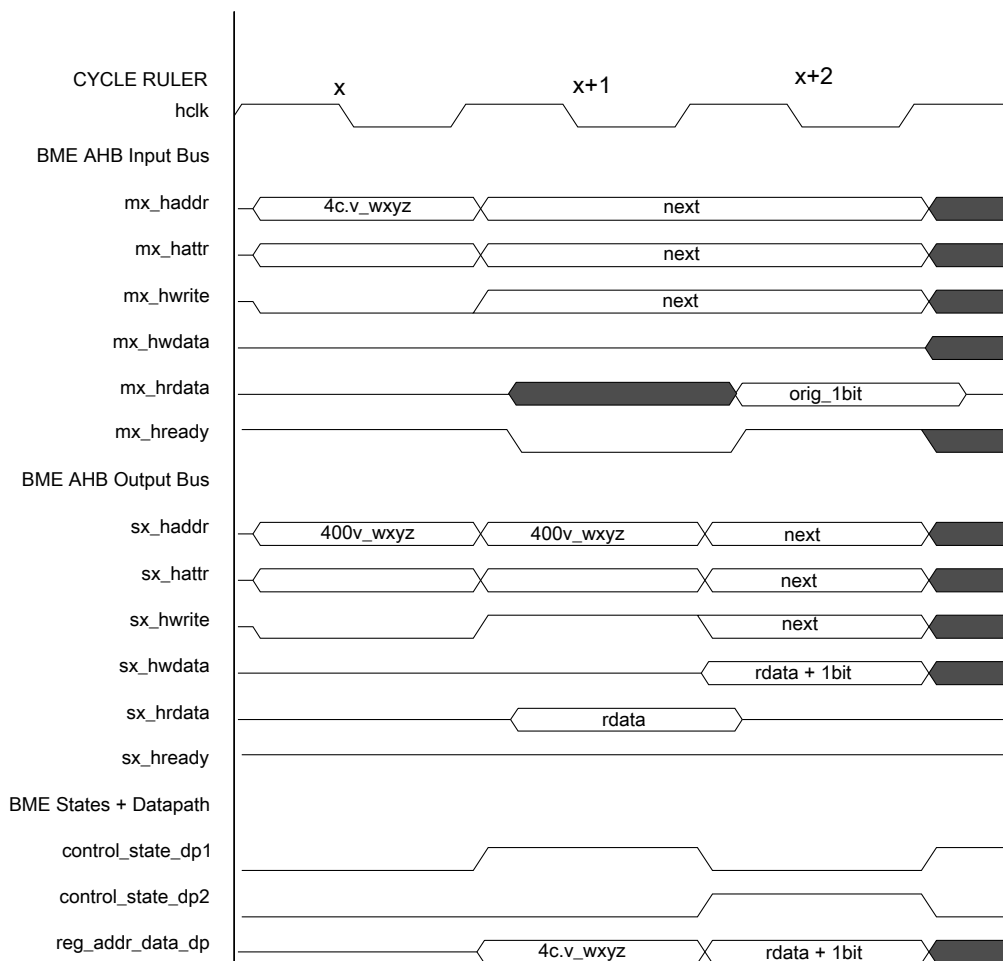 CYCLE RULER x x+1 x+2
hclk
BME AHB Input Bus
mx_haddr 4c.v_wxyz next
mx_hattr next
mx_hwrite next
mx_hwdata
mx_hrdata orig_1bit
mx_hready
BME AHB Output Bus
sx_haddr 400v_wxyz 400v_wxyz next
sx_hattr next
sx_hwrite next
sx_hwdata rdata + 1bit
sx_hrdata rdata
sx_hready
BME States + Datapath
control_state_dp1
control_state_dp2
reg_addr_data_dp 4c.v_wxyz rdata + 1bit